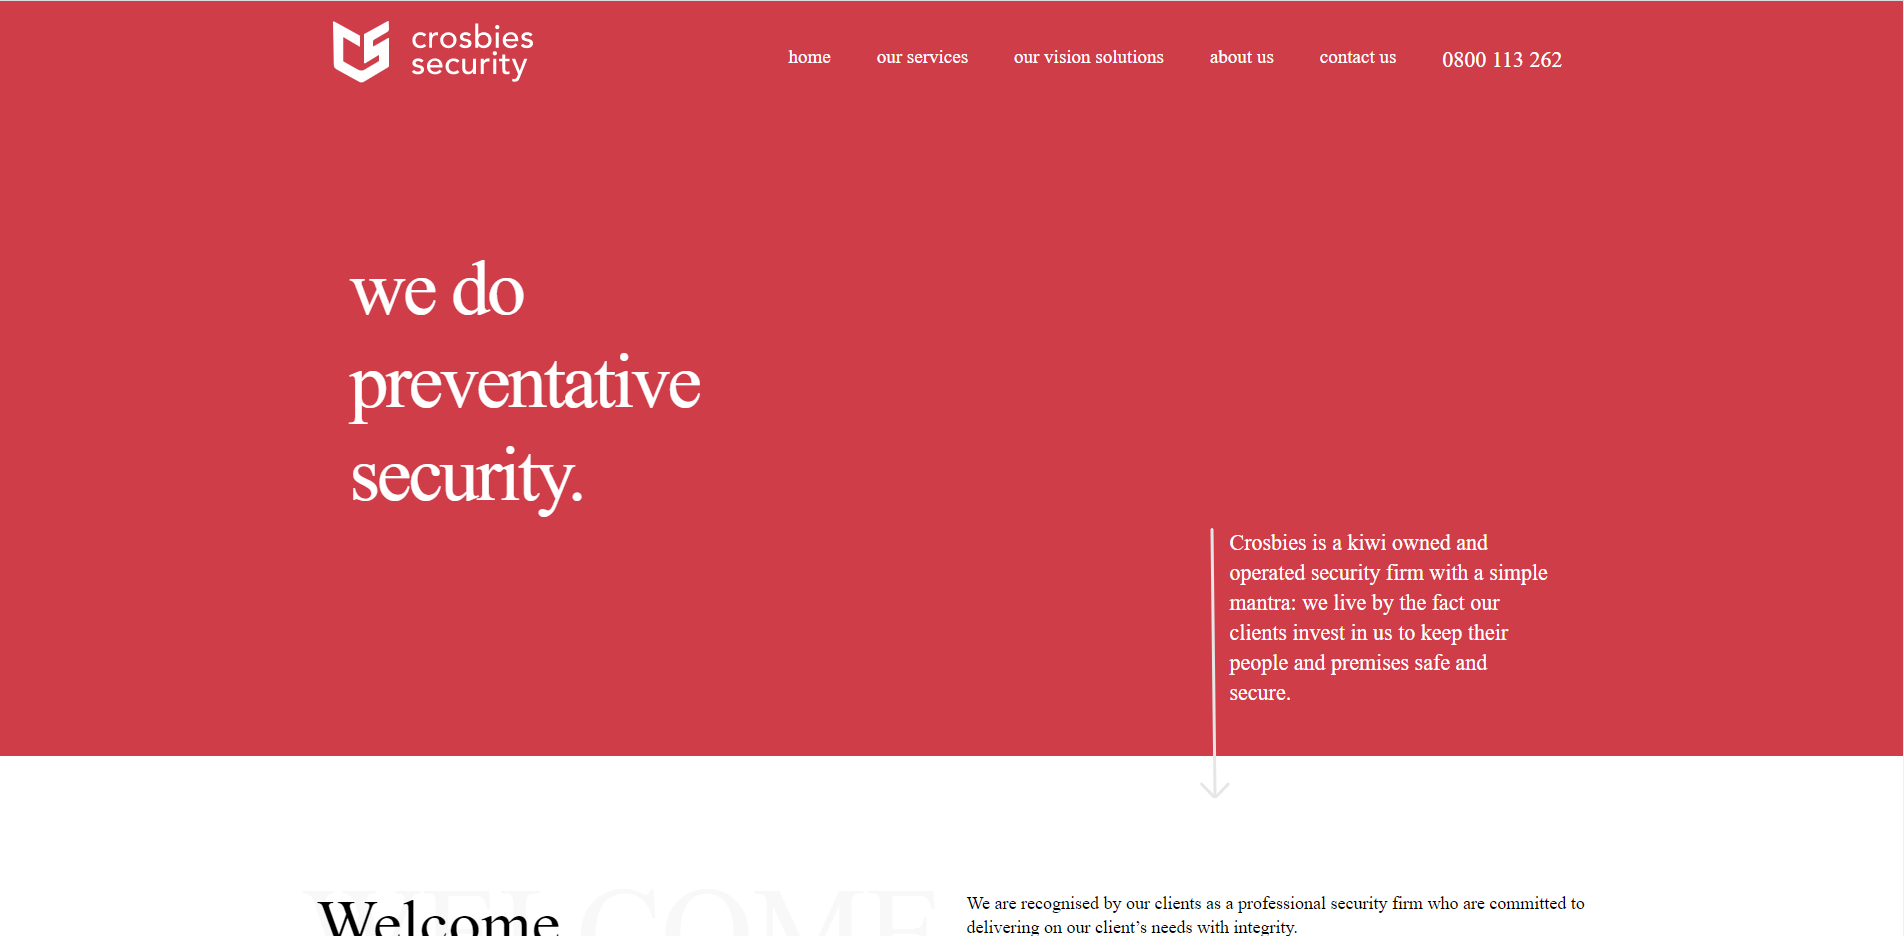 crosbies
security
home our services our vision solutions about us contact us 0800 113 262
we do
preventative
security.
Crosbies is a kiwi owned and
operated security firm with a simple
mantra: we live by the fact our
clients invest in us to keep their
people and premises safe and
secure.
WELCOME
Welcome
We are recognised by our clients as a professional security firm who are committed to
delivering on our client’s needs with integrity.